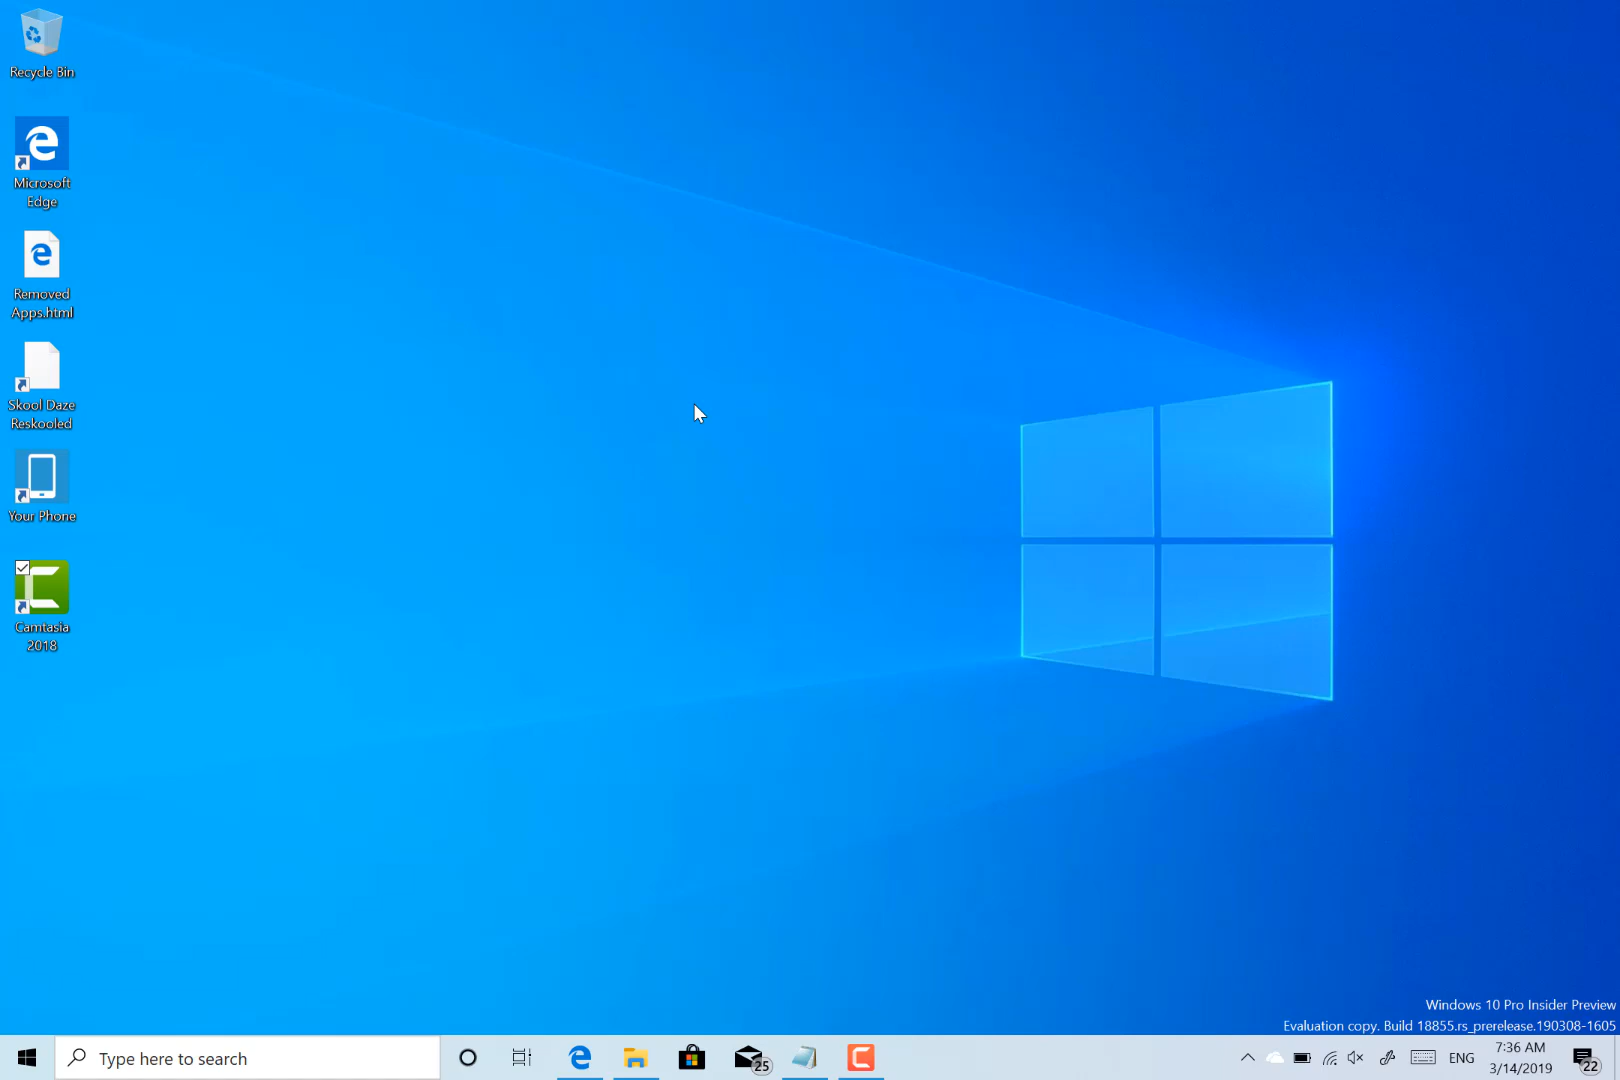 Recycle Bin
Microsoft
Edge
Removed
Apps.html
Skool Daze
Reskooled
Your Phone
Camtasia
2018
Windows 10 Pro Insider Preview
Evaluation copy. Build 18855.rs_prerelease.190308-1605
Type here to search
25
ENG
7:36 AM
3/14/2019
22